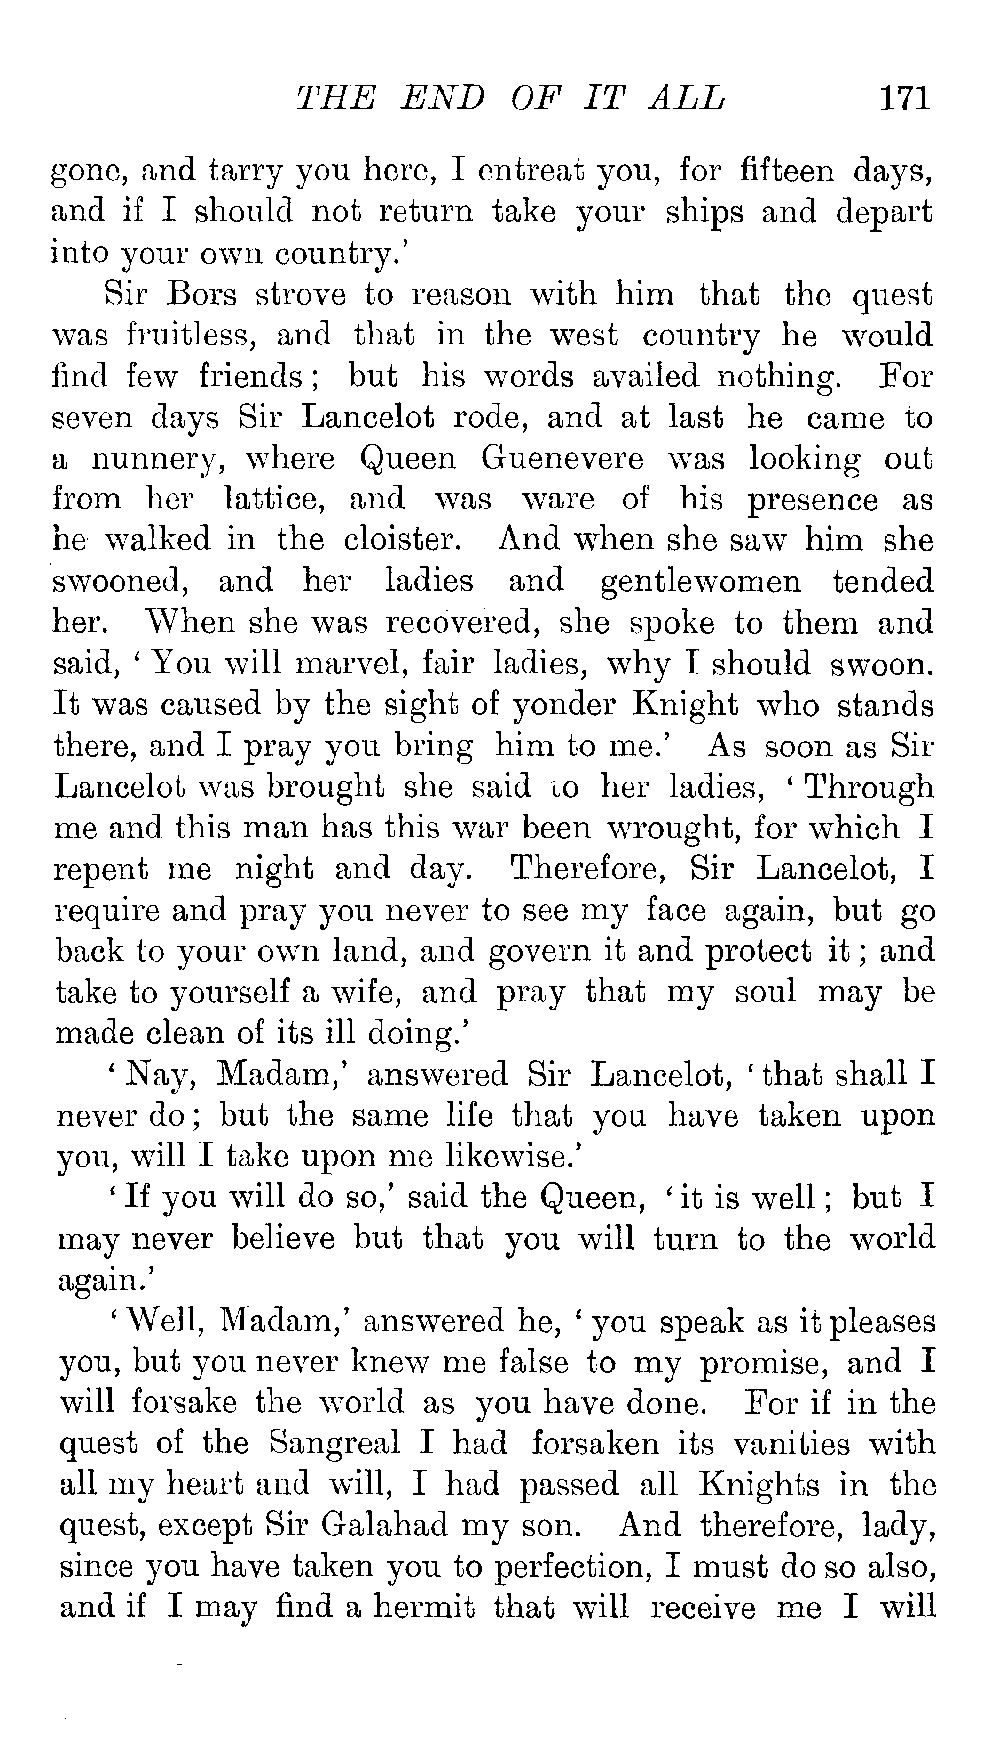 THE END OF IT ALL 171
gone, and tarry you here, I entreat you, for fifteen days,
and if I should not return take your ships and depart
into your own country.’
Sir Bors strove to reason with him that the quest
was fruitless, and that in the west country he would
find few friends ; but his words availed nothing. For
seven days Sir Lancelot rode, and at last he came to
a nunnery, where Queen Guenevere was looking out
from her lattice, and was ware of his presence as
he walked in the cloister. And when she saw him she
swooned, and her ladies and gentlewomen tended
her. When she was recovered, she spoke to them and
said, ‘ You will marvel, fair ladies, why I should swoon.
It was caused by the sight of yonder Knight who stands
there, and I pray you bring him to me.’ As soon as Sir
Lancelot was brought she said to her ladies, ‘ Through
me and this man has this war been wrought, for which I
repent me night and day. Therefore, Sir Lancelot, I
require and pray you never to see my face again, but go
back to your own land, and govern it and protect it ; and
take to yourself a wife, and pray that my soul may be
made clean of its ill doing.’
‘ Nay, Madam,’ answered Sir Lancelot, ‘ that shall I
never do ; but the same life that you have taken upon
you, will I take upon me likewise.’
‘ If you will do so,’ said the Queen, ‘ it is well ; but I
may never believe but that you will turn to the world
again.’
‘ Well, Madam,’ answered he, ‘ you speak as it pleases
you, but you never knew me false to my promise, and I
will forsake the world as you have done. For if in the
quest of the Sangreal I had forsaken its vanities with
all my heart and will, I had passed all Knights in the
quest, except Sir Galahad my son. And therefore, lady,
since you have taken you to perfection, I must do so also,
and if I may find a hermit that will receive me I will